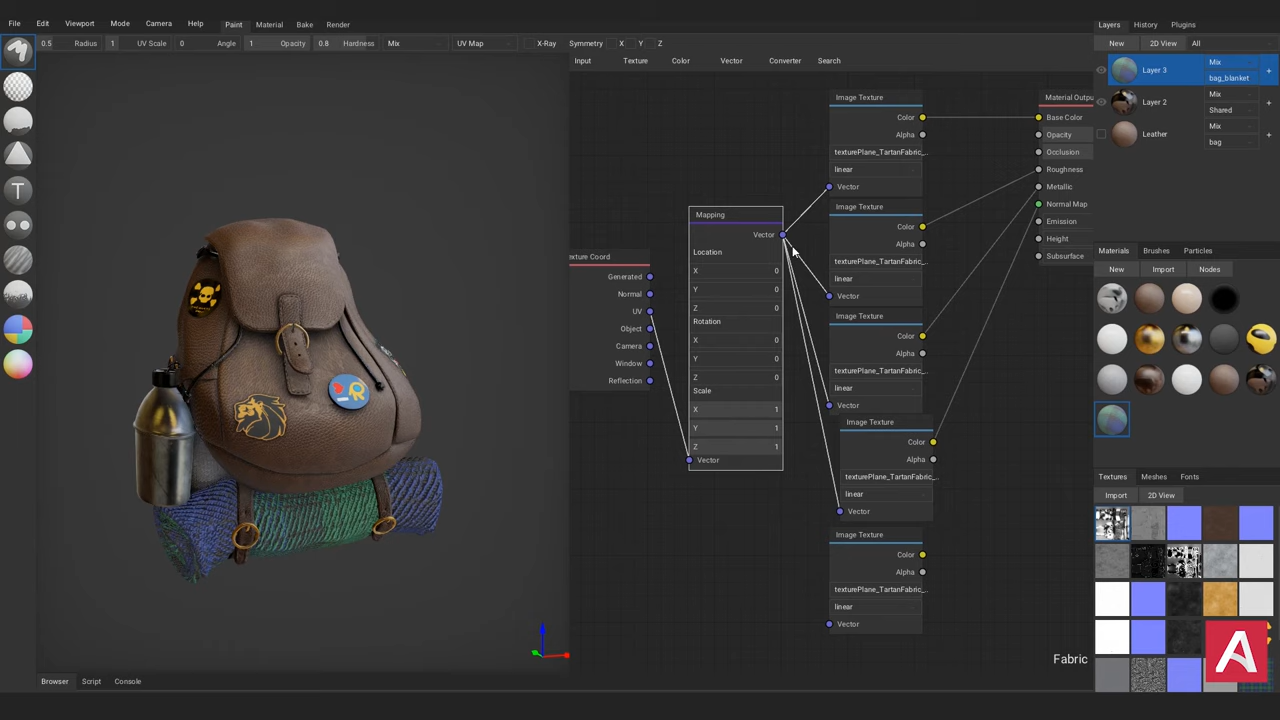 File Edit Viewport Mode Camera Help Paint Material Bake Render
Layers History Plugins
0.5 Radius 1 UV Scale 0 Angle 1 Opacity 0.8 Hardness Mix UV Map X-Ray Symmetry X Y Z
New 2D View All
Input Texture Color Vector Converter Search
Layer 3 Mix
bag_blanket
Layer 2 Mix
Shared
Leather Mix
bag
Image Texture
Color
Alpha
texturePlane_TartanFabric_..
linear
Vector
Image Texture
Color
Alpha
texturePlane_TartanFabric_..
linear
Vector
Image Texture
Color
Alpha
texturePlane_TartanFabric_..
linear
Vector
Image Texture
Color
Alpha
texturePlane_TartanFabric_..
linear
Vector
Image Texture
Color
Alpha
texturePlane_TartanFabric_..
linear
Vector
Material Outp
Base Color
Opacity
Occlusion
Roughness
Metallic
Normal Map
Emission
Height
Subsurface
Mapping
Vector
Location
X 0
Y 0
Z 0
Rotation
X 0
Y 0
Z 0
Scale
X 1
Y 1
Z 1
Vector
exture Coord
Generated
Normal
UV
Object
Camera
Window
Reflection
Materials Brushes Particles
New Import Nodes
Textures Meshes Fonts
Import 2D View
Fabric
Browser Script Console